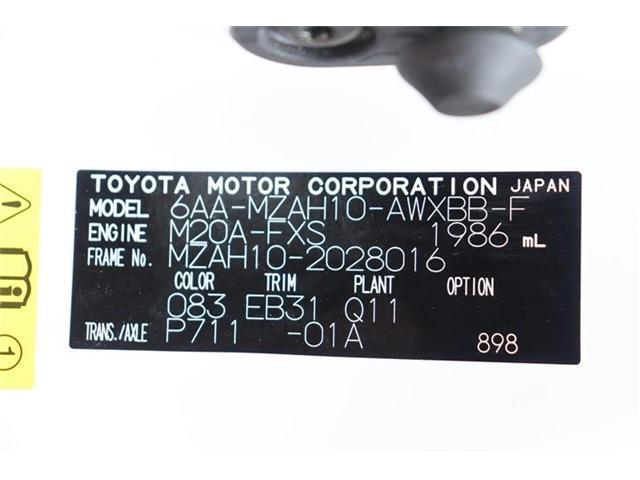 TOYOTA MOTOR CORPORATION JAPAN
MODEL 6AA-MZAH10-AWXBB-F
ENGINE M20A-FXS 1986 mL
FRAME No. MZAH10-2028016
COLOR TRIM PLANT OPTION
083 EB31 Q11
TRANS./AXLE P711 -01A 898
1